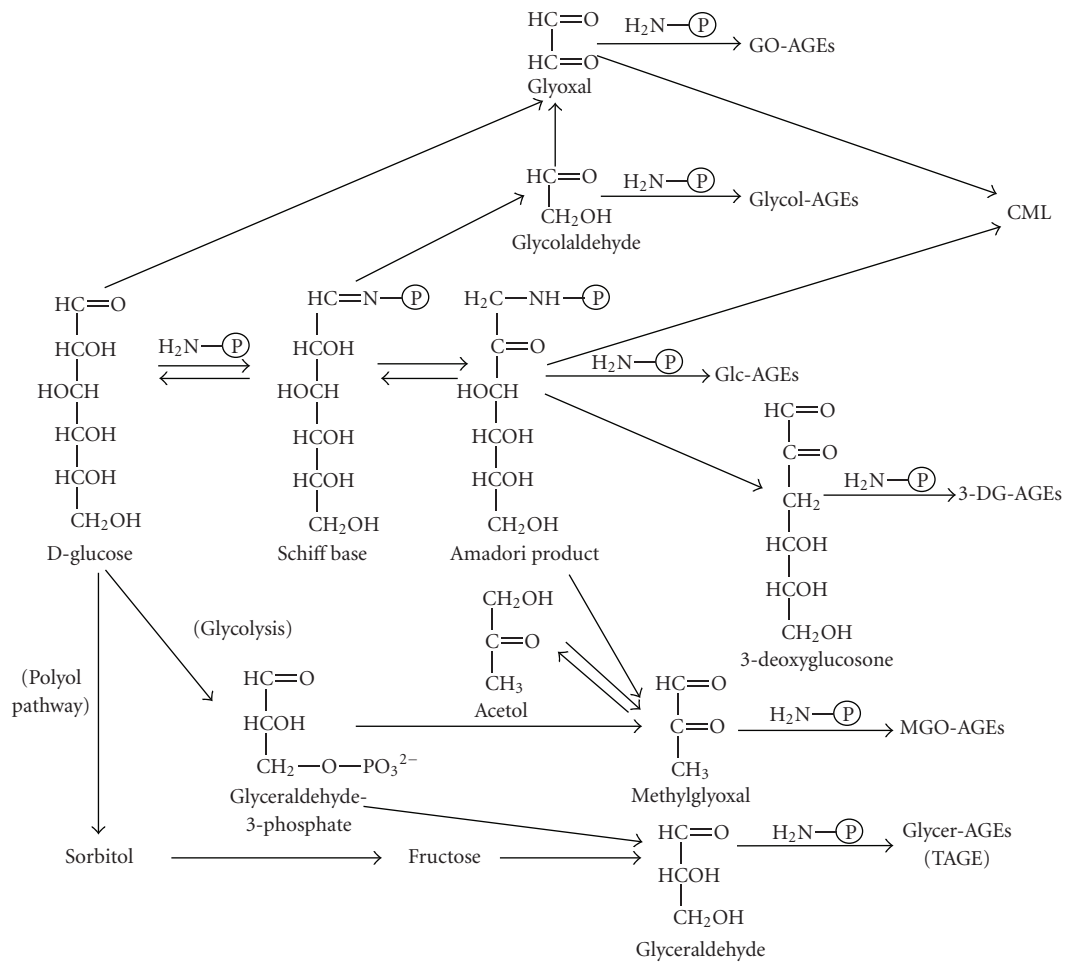 HC=O
H₂N—Ⓟ
GO-AGEs
HC=O
Glyoxal
HC=O
H₂N—Ⓟ
Glycol-AGEs
CH₂OH
Glycolaldehyde
CML
HC=O
HCOH
HOCH
HCOH
HCOH
CH₂OH
D-glucose
H₂N—Ⓟ
HC=N—Ⓟ
HCOH
HOCH
HCOH
HCOH
CH₂OH
Schiff base
H₂C—NH—Ⓟ
C=O
HOCH
HCOH
HCOH
CH₂OH
Amadori product
H₂N—Ⓟ
Glc-AGEs
HC=O
C=O
CH₂
HCOH
HCOH
CH₂OH
3-deoxyglucosone
H₂N—Ⓟ
3-DG-AGEs
(Glycolysis)
(Polyol
pathway)
HC=O
HCOH
CH₂—O—PO₃²⁻
Glyceraldehyde-
3-phosphate
CH₂OH
C=O
CH₃
Acetol
HC=O
C=O
CH₃
Methylglyoxal
H₂N—Ⓟ
MGO-AGEs
Sorbitol
Fructose
HC=O
HCOH
CH₂OH
Glyceraldehyde
H₂N—Ⓟ
Glycer-AGEs
(TAGE)